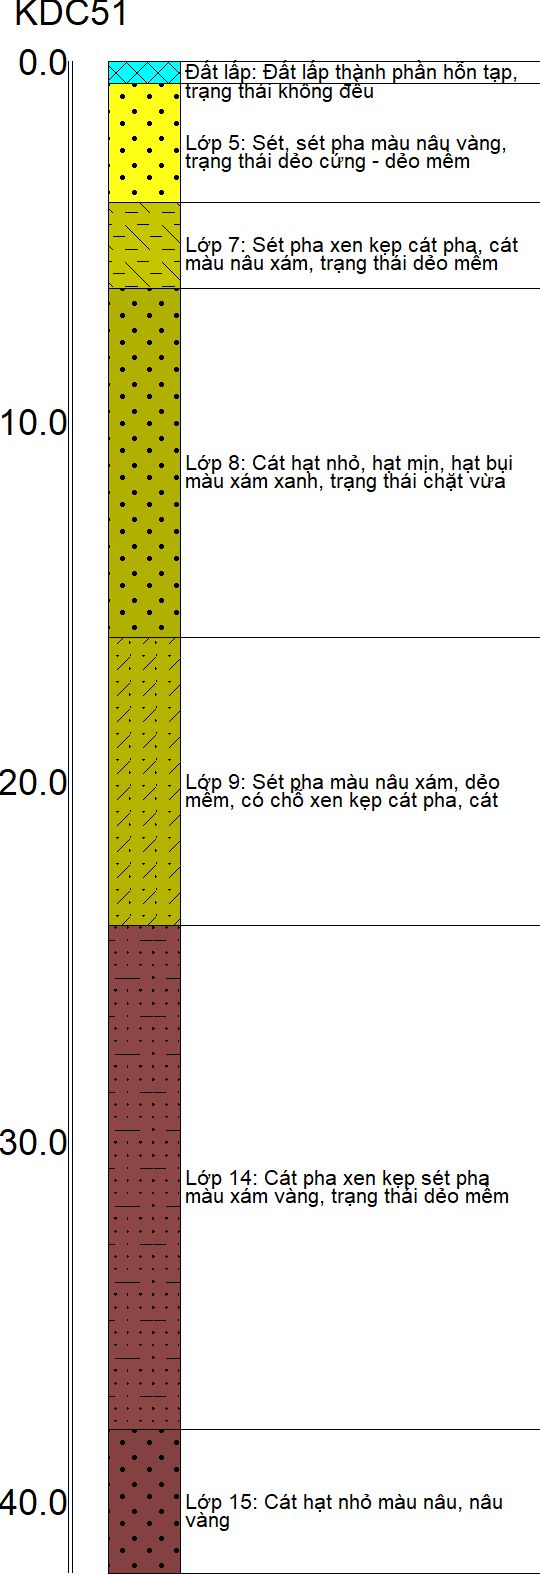 KDC51
0.0
Đất lấp: Đất lấp thành phần hỗn tạp,
trạng thái không đều
Lớp 5: Sét, sét pha màu nâu vàng,
trạng thái dẻo cứng - dẻo mềm
Lớp 7: Sét pha xen kẹp cát pha, cát
màu nâu xám, trạng thái dẻo mềm
10.0
Lớp 8: Cát hạt nhỏ, hạt mịn, hạt bụi
màu xám xanh, trạng thái chặt vừa
20.0
Lớp 9: Sét pha màu nâu xám, dẻo
mềm, có chỗ xen kẹp cát pha, cát
30.0
Lớp 14: Cát pha xen kẹp sét pha
màu xám vàng, trạng thái dẻo mềm
40.0
Lớp 15: Cát hạt nhỏ màu nâu, nâu
vàng